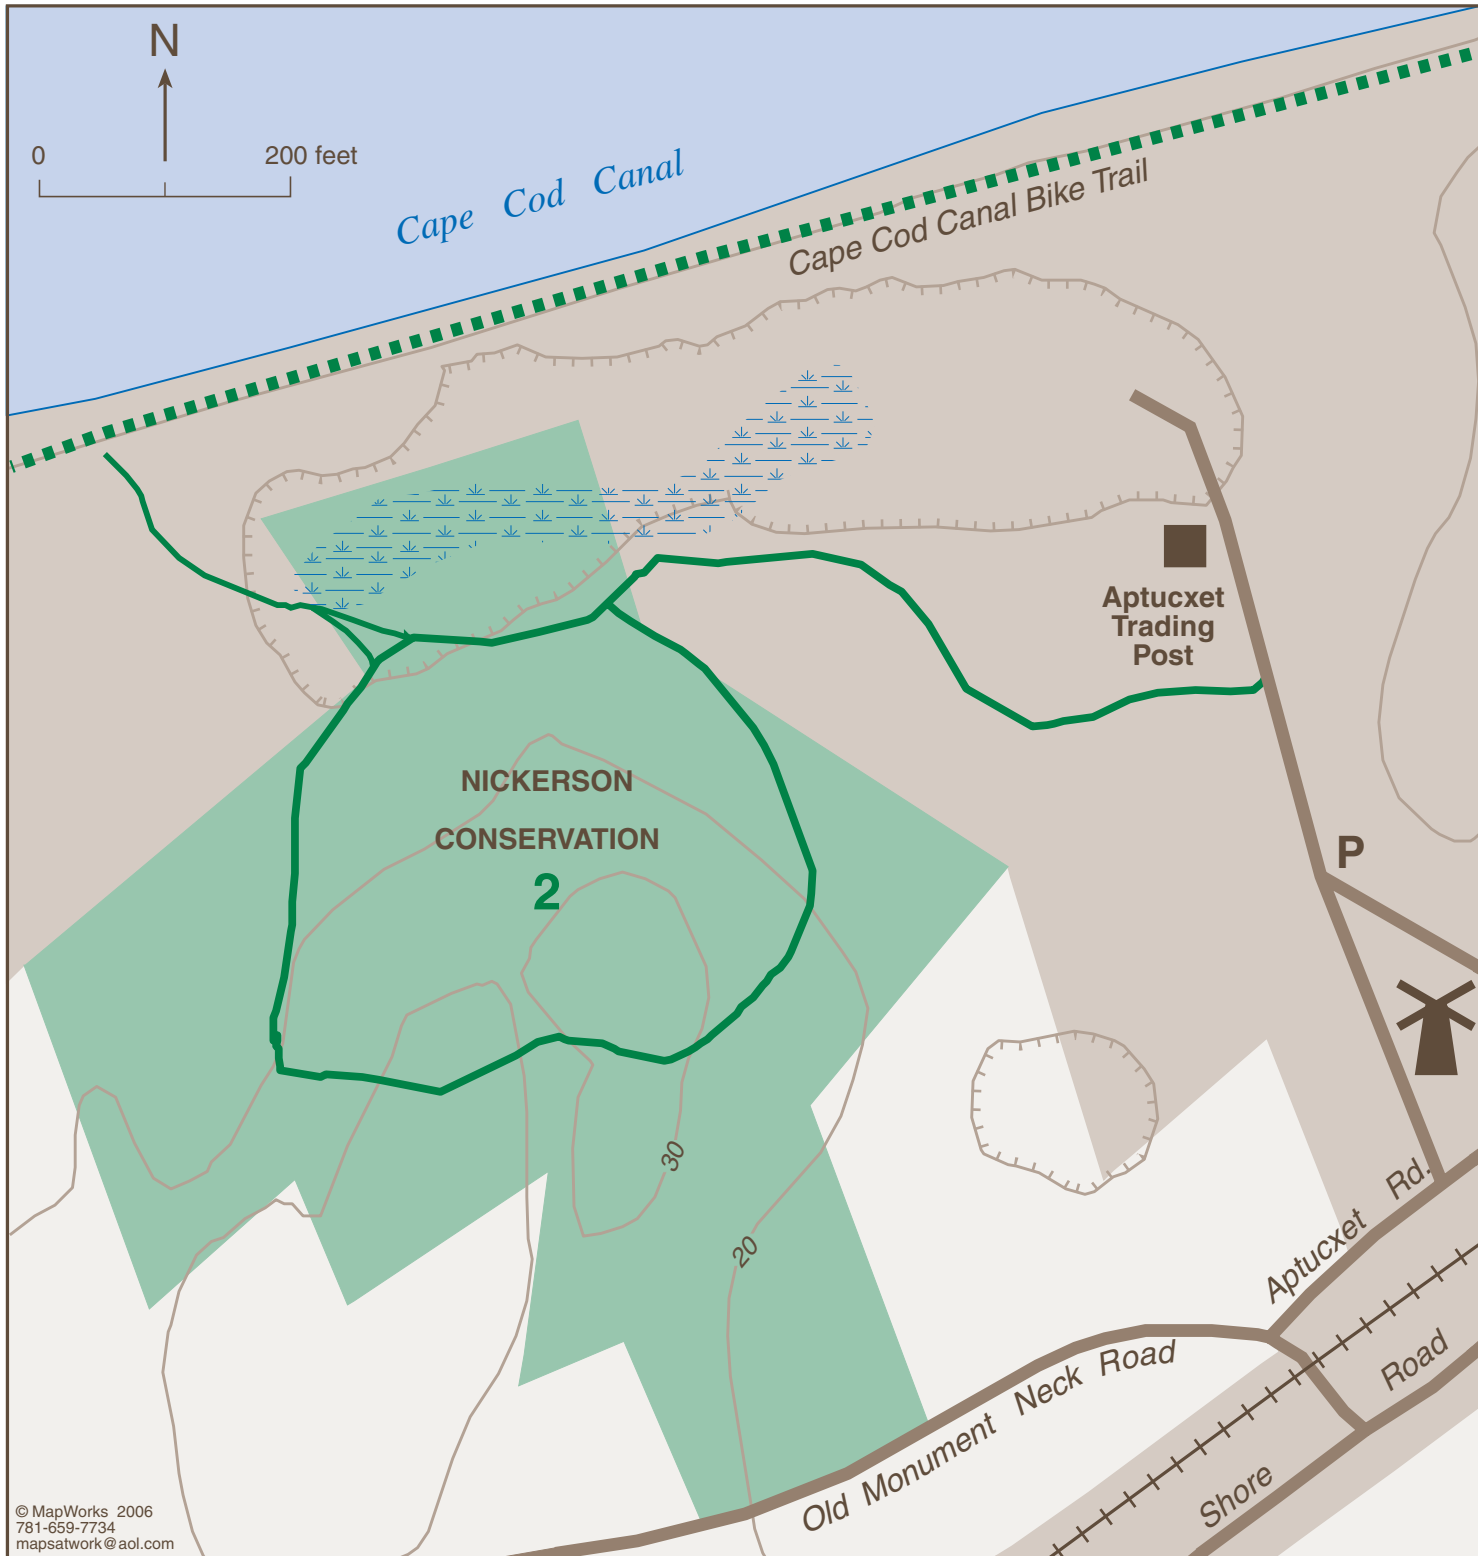 N
0 200 feet
Cape Cod Canal
Cape Cod Canal Bike Trail
Aptucxet
Trading
Post
NICKERSON
CONSERVATION
2
P
30
20
Aptucxet Rd.
Old Monument Neck Road
Shore Road
© MapWorks 2006
781-659-7734
mapsatwork@aol.com